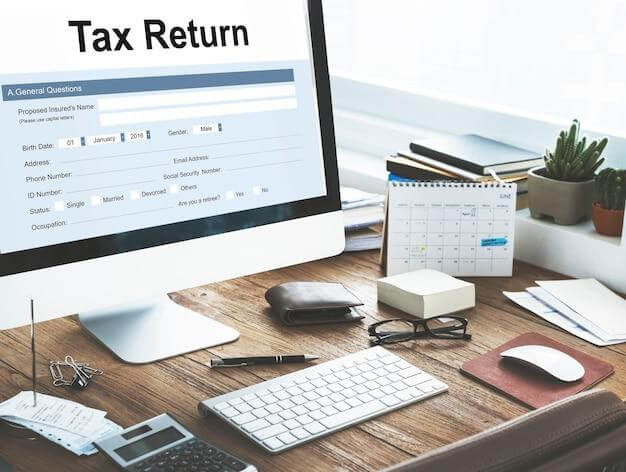 Tax Return
A.General Questions
Proposed Insured's Name:
(Please use capital letters)
Birth Date: 01 January 2016 Gender: Male
Address: Email Address:
Phone Number: Social Security Number:
ID Number:
Status: Single Married Devorced Others
Are you a retiree? Yes No
Occupation:
JUNE